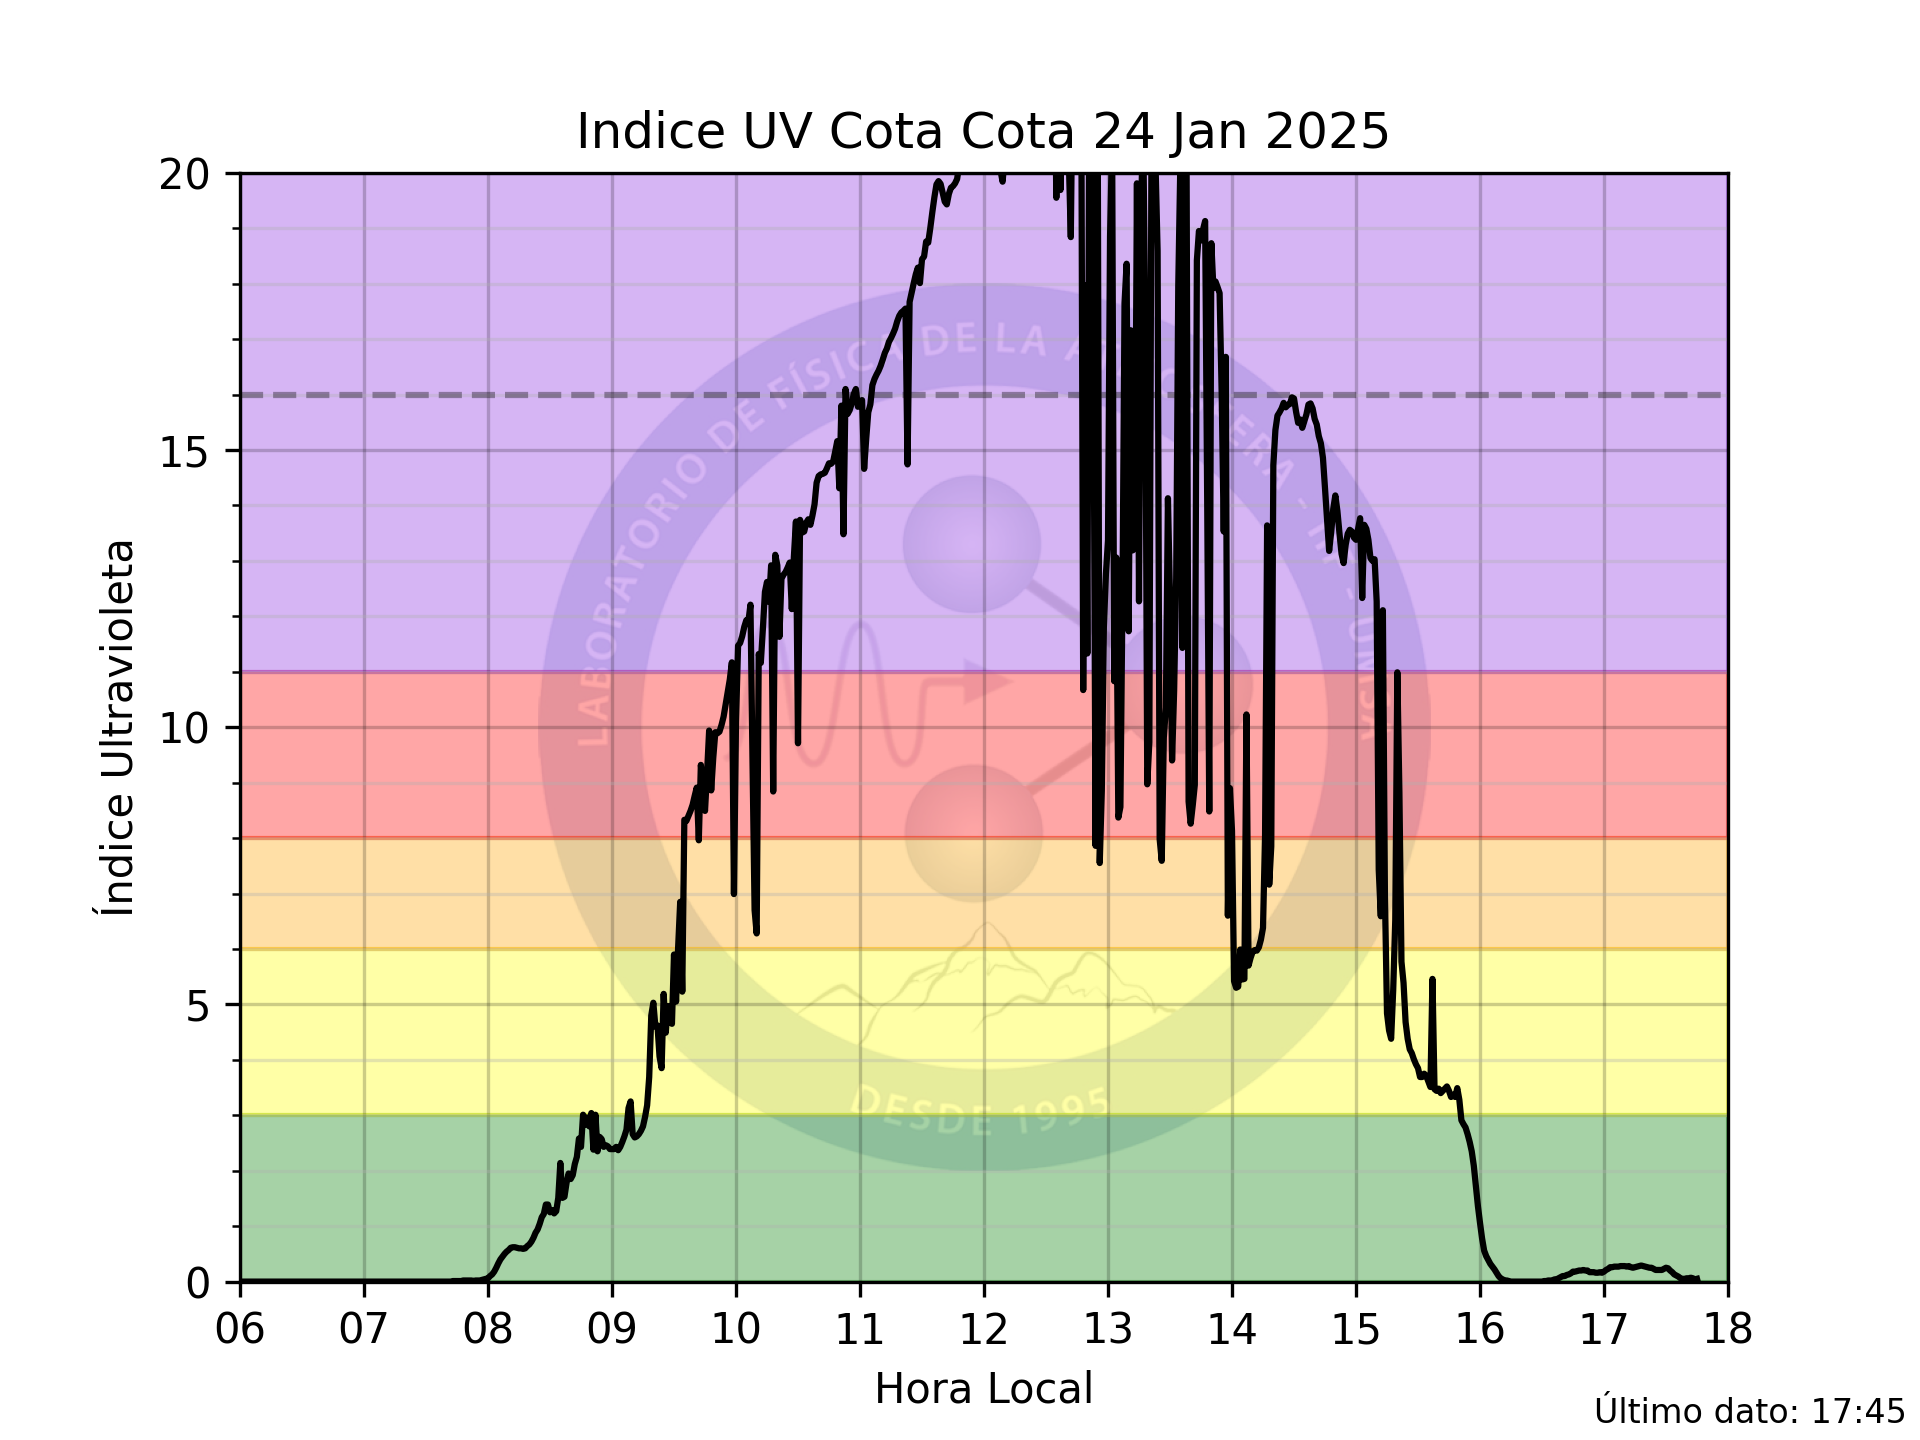 Indice UV Cota Cota 24 Jan 2025
20
15
10
5
0
Índice Ultravioleta
LABORATORIO DE FÍSICA DE LA
DESDE 1995
06 07 08 09 10 11 12 13 14 15 16 17 18
Hora Local
Último dato: 17:45